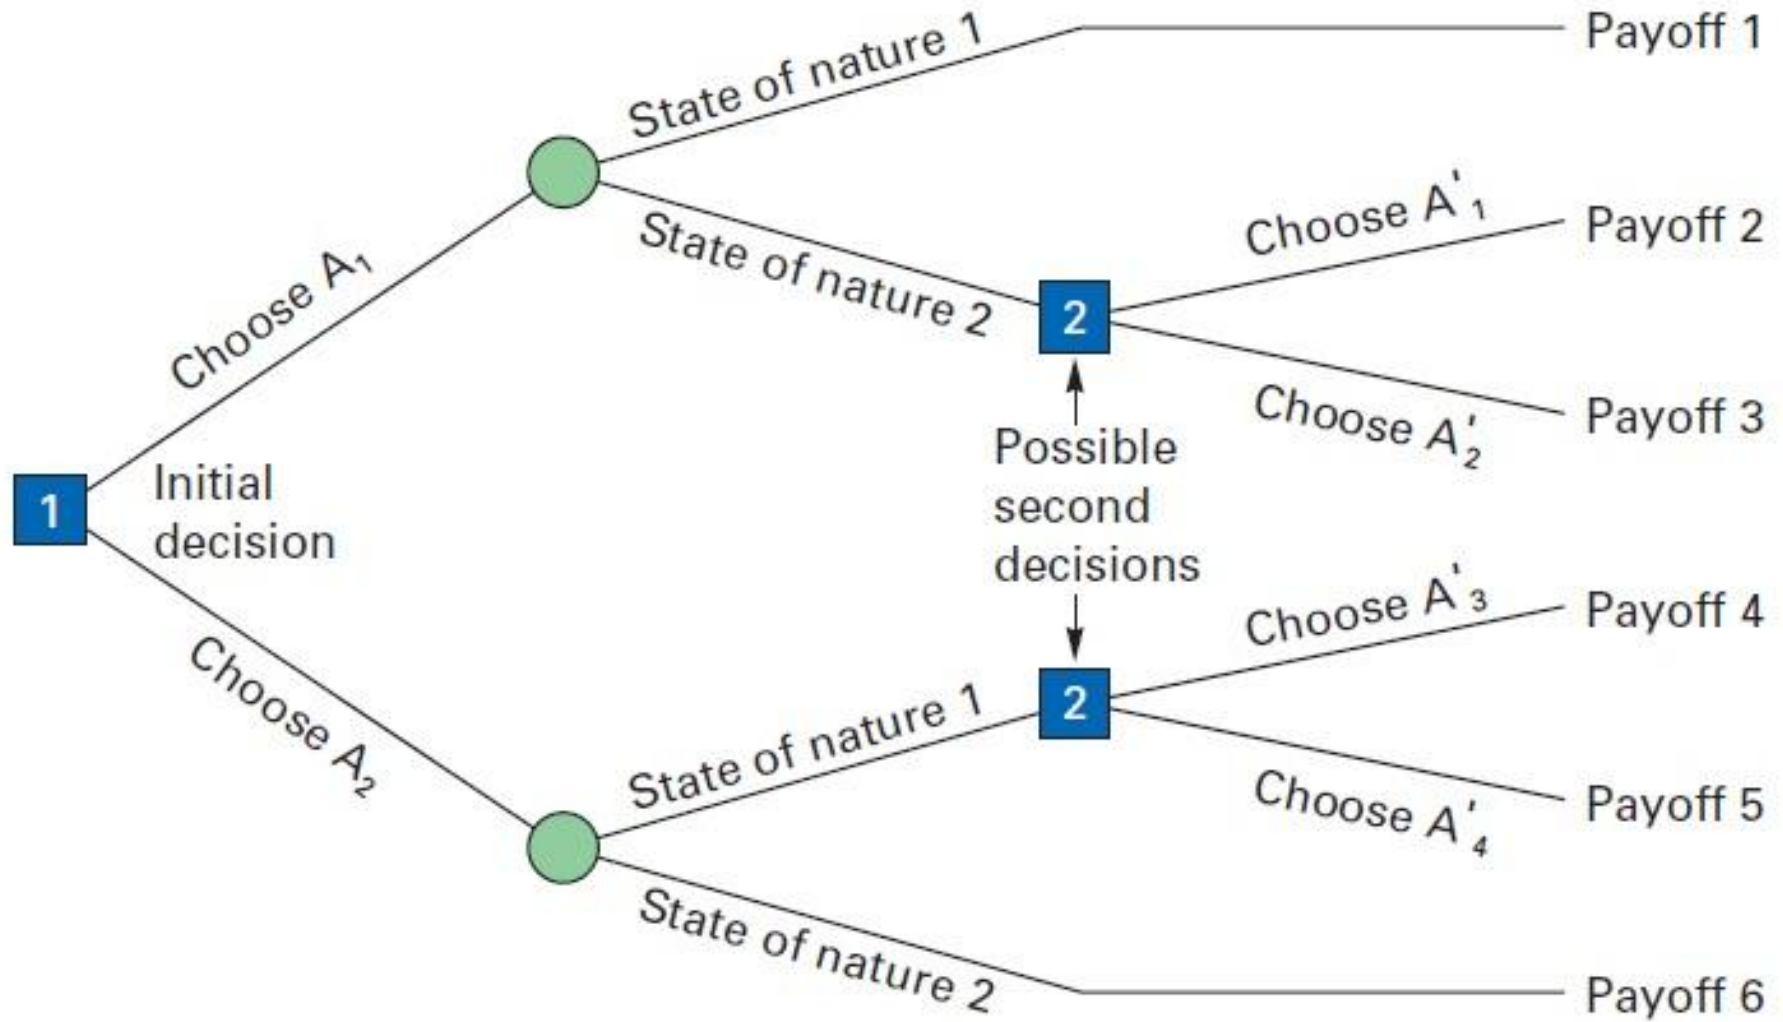 State of nature 1
Payoff 1
Choose A'₁
Payoff 2
State of nature 2
2
Choose A₁
Choose A'₂
Payoff 3
Possible
second
decisions
1
Initial
decision
Choose A'₃
Payoff 4
Choose A₂
State of nature 1
2
Choose A'₄
Payoff 5
State of nature 2
Payoff 6